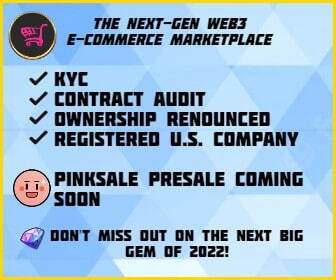 THE NEXT-GEN WEB3
E-COMMERCE MARKETPLACE
KYC
CONTRACT AUDIT
OWNERSHIP RENOUNCED
REGISTERED U.S. COMPANY
PINKSALE PRESALE COMING
SOON
DON'T MISS OUT ON THE NEXT BIG
GEM OF 2022!